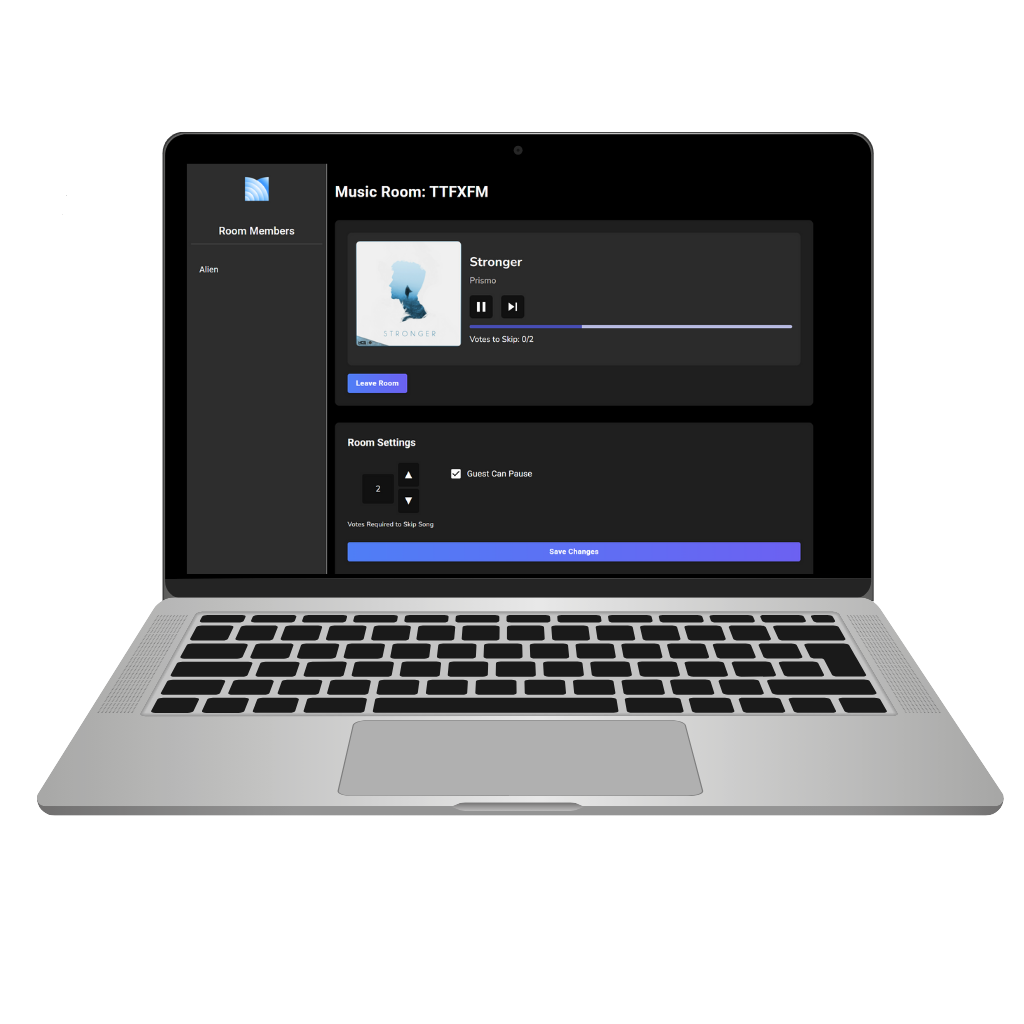 Room Members
Alien
Music Room: TTFXFM
STRONGER
Stronger
Prismo
Votes to Skip: 0/2
Leave Room
Room Settings
2
Guest Can Pause
Votes Required to Skip Song
Save Changes